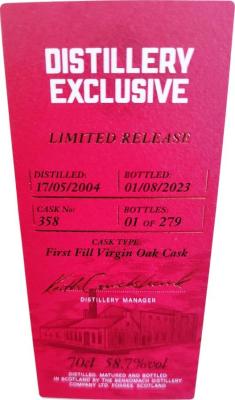 DISTILLERY
EXCLUSIVE
LIMITED RELEASE
DISTILLED: BOTTLED:
17/05/2004 01/08/2023
CASK No: BOTTLES:
358 01 OF 279
CASK TYPE:
First Fill Virgin Oak Cask
DISTILLERY MANAGER
70cl 58.7%vol
DISTILLED, MATURED AND BOTTLED
IN SCOTLAND BY THE BENROMACH DISTILLERY
COMPANY LTD. FORRES, SCOTLAND